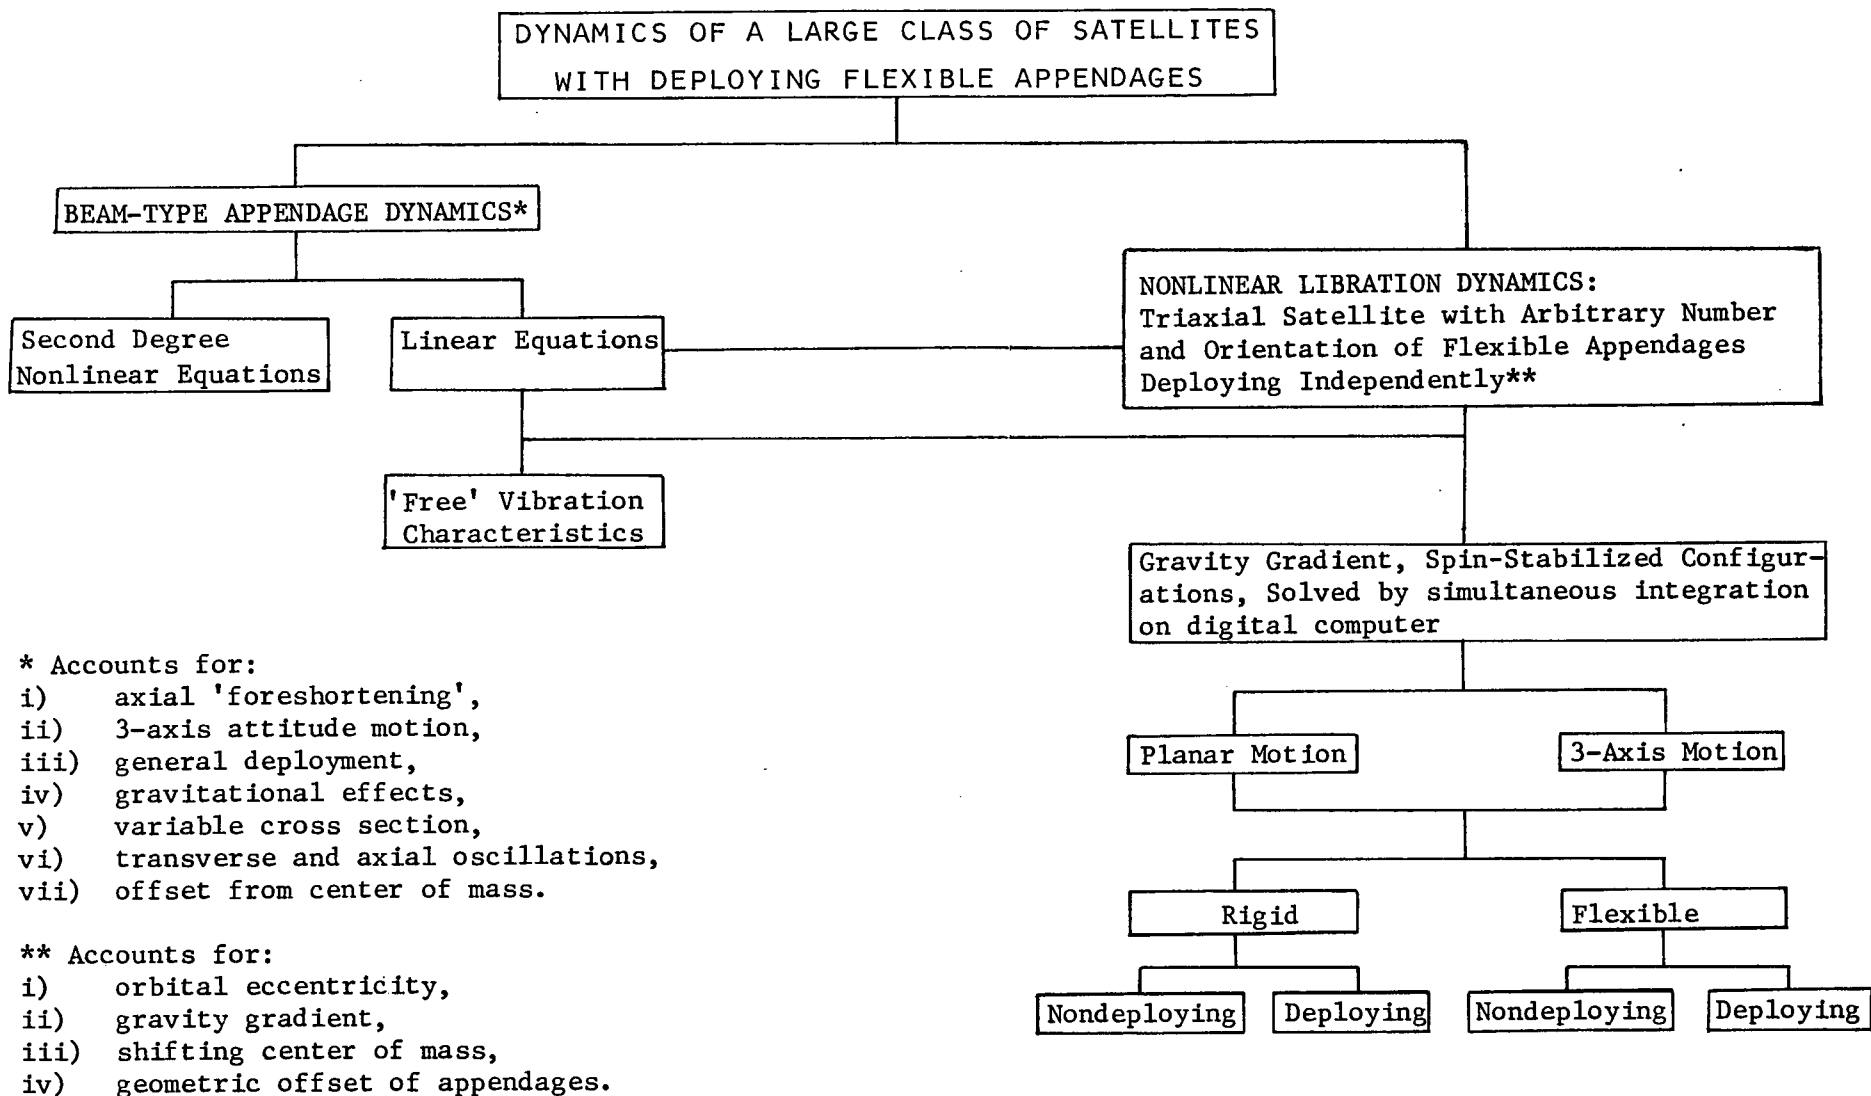 DYNAMICS OF A LARGE CLASS OF SATELLITES
WITH DEPLOYING FLEXIBLE APPENDAGES
BEAM-TYPE APPENDAGE DYNAMICS*
Second Degree
Nonlinear Equations
Linear Equations
NONLINEAR LIBRATION DYNAMICS:
Triaxial Satellite with Arbitrary Number
and Orientation of Flexible Appendages
Deploying Independently**
'Free' Vibration
Characteristics
Gravity Gradient, Spin-Stabilized Configur-
ations, Solved by simultaneous integration
on digital computer
Planar Motion
3-Axis Motion
Rigid
Flexible
Nondeploying
Deploying
Nondeploying
Deploying
* Accounts for:
i) axial 'foreshortening',
ii) 3-axis attitude motion,
iii) general deployment,
iv) gravitational effects,
v) variable cross section,
vi) transverse and axial oscillations,
vii) offset from center of mass.
** Accounts for:
i) orbital eccentricity,
ii) gravity gradient,
iii) shifting center of mass,
iv) geometric offset of appendages.